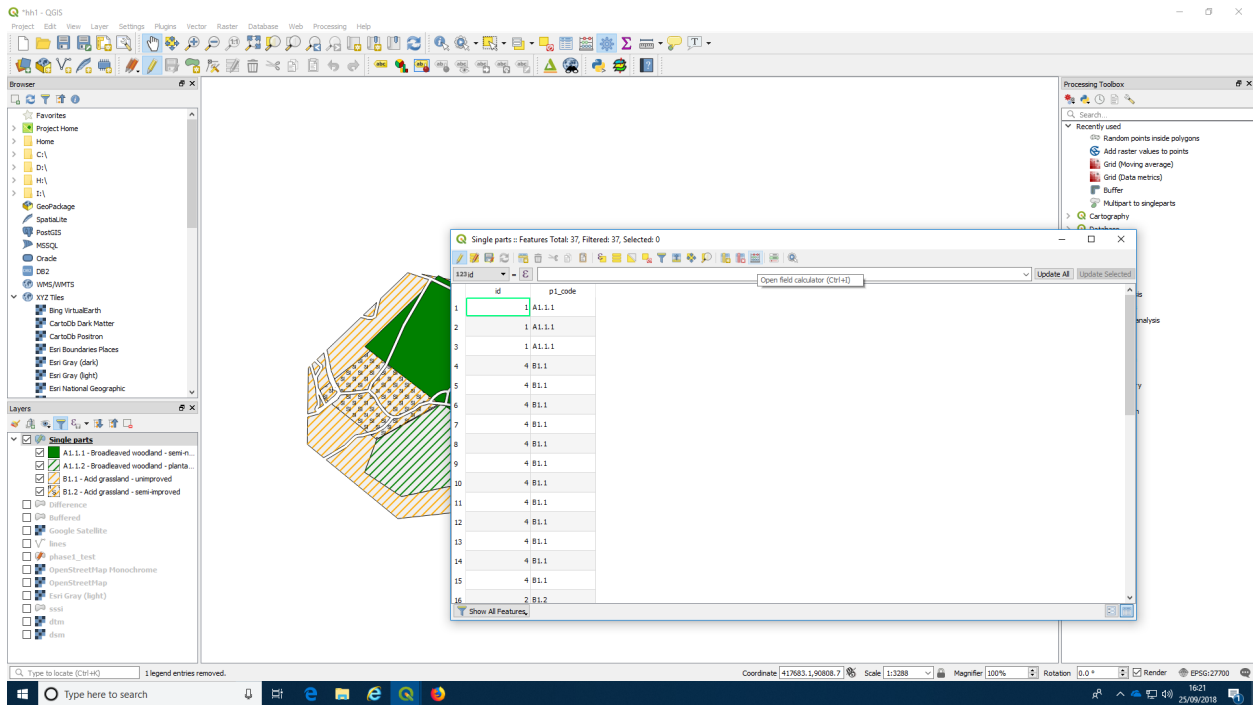 *hh1 - QGIS
Project Edit View Layer Settings Plugins Vector Raster Database Web Processing Help
Browser
Favorites
Project Home
Home
C:\
D:\
H:\
I:\
GeoPackage
SpatiaLite
PostGIS
MSSQL
Oracle
DB2
WMS/WMTS
XYZ Tiles
Bing VirtualEarth
CartoDb Dark Matter
CartoDb Positron
Esri Boundaries Places
Esri Gray (dark)
Esri Gray (light)
Esri National Geographic
Layers
Single parts
A1.1.1 - Broadleaved woodland - semi-n...
A1.1.2 - Broadleaved woodland - planta...
B1.1 - Acid grassland - unimproved
B1.2 - Acid grassland - semi-improved
Difference
Buffered
Google Satellite
lines
phase1_test
OpenStreetMap Monochrome
OpenStreetMap
Esri Gray (light)
sssi
dtm
dsm
Single parts :: Features Total: 37, Filtered: 37, Selected: 0
123 id = ε Update All Update Selected
Open field calculator (Ctrl+I)
id p1_code
1 1 A1.1.1
2 1 A1.1.1
3 1 A1.1.1
4 4 B1.1
5 4 B1.1
6 4 B1.1
7 4 B1.1
8 4 B1.1
9 4 B1.1
10 4 B1.1
11 4 B1.1
12 4 B1.1
13 4 B1.1
14 4 B1.1
15 4 B1.1
16 2 B1.2
Show All Features
Processing Toolbox
Search...
Recently used
Random points inside polygons
Add raster values to points
Grid (Moving average)
Grid (Data metrics)
Buffer
Multipart to singleparts
Cartography
Database
analysis
Type to locate (Ctrl+K) 1 legend entries removed. Coordinate 417683.1,90808.7 Scale 1:3288 Magnifier 100% Rotation 0.0 ° Render EPSG:27700
Type here to search
16:21
25/09/2018